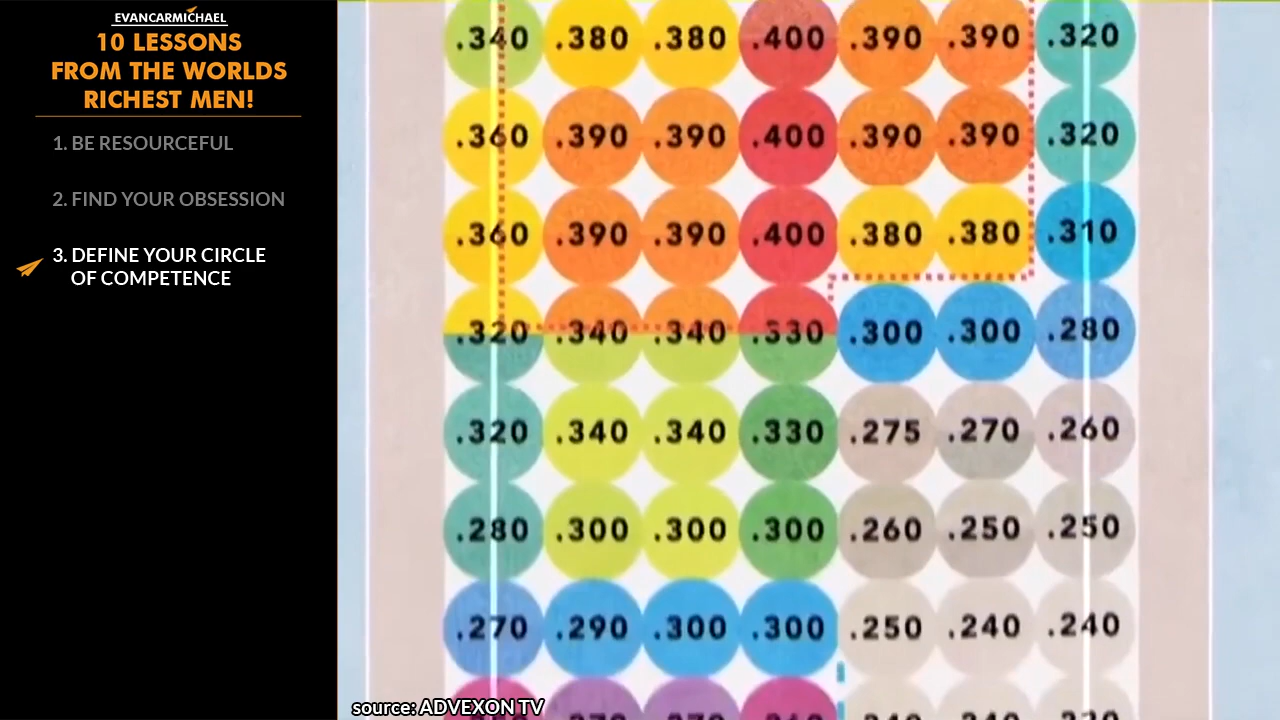 EVANCARMICHAEL
10 LESSONS
FROM THE WORLDS
RICHEST MEN!
1. BE RESOURCEFUL
2. FIND YOUR OBSESSION
3. DEFINE YOUR CIRCLE
OF COMPETENCE
.340 .380 .380 .400 .390 .390 .320
.360 .390 .390 .400 .390 .390 .320
.360 .390 .390 .400 .380 .380 .310
.320 .340 .340 .330 .300 .300 .280
.320 .340 .340 .330 .275 .270 .260
.280 .300 .300 .300 .260 .250 .250
.270 .290 .300 .300 .250 .240 .240
source: ADVEXON TV